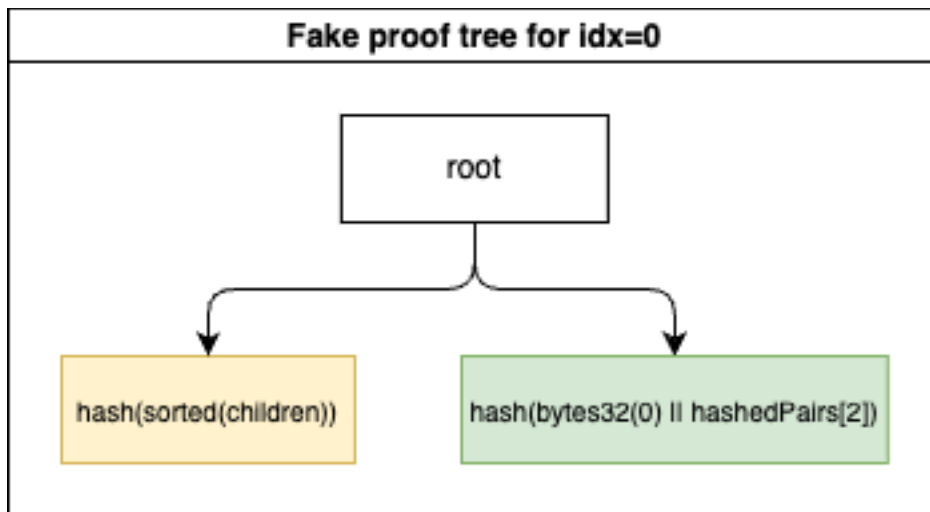 Fake proof tree for idx=0
root
hash(sorted(children))
hash(bytes32(0) || hashedPairs[2])